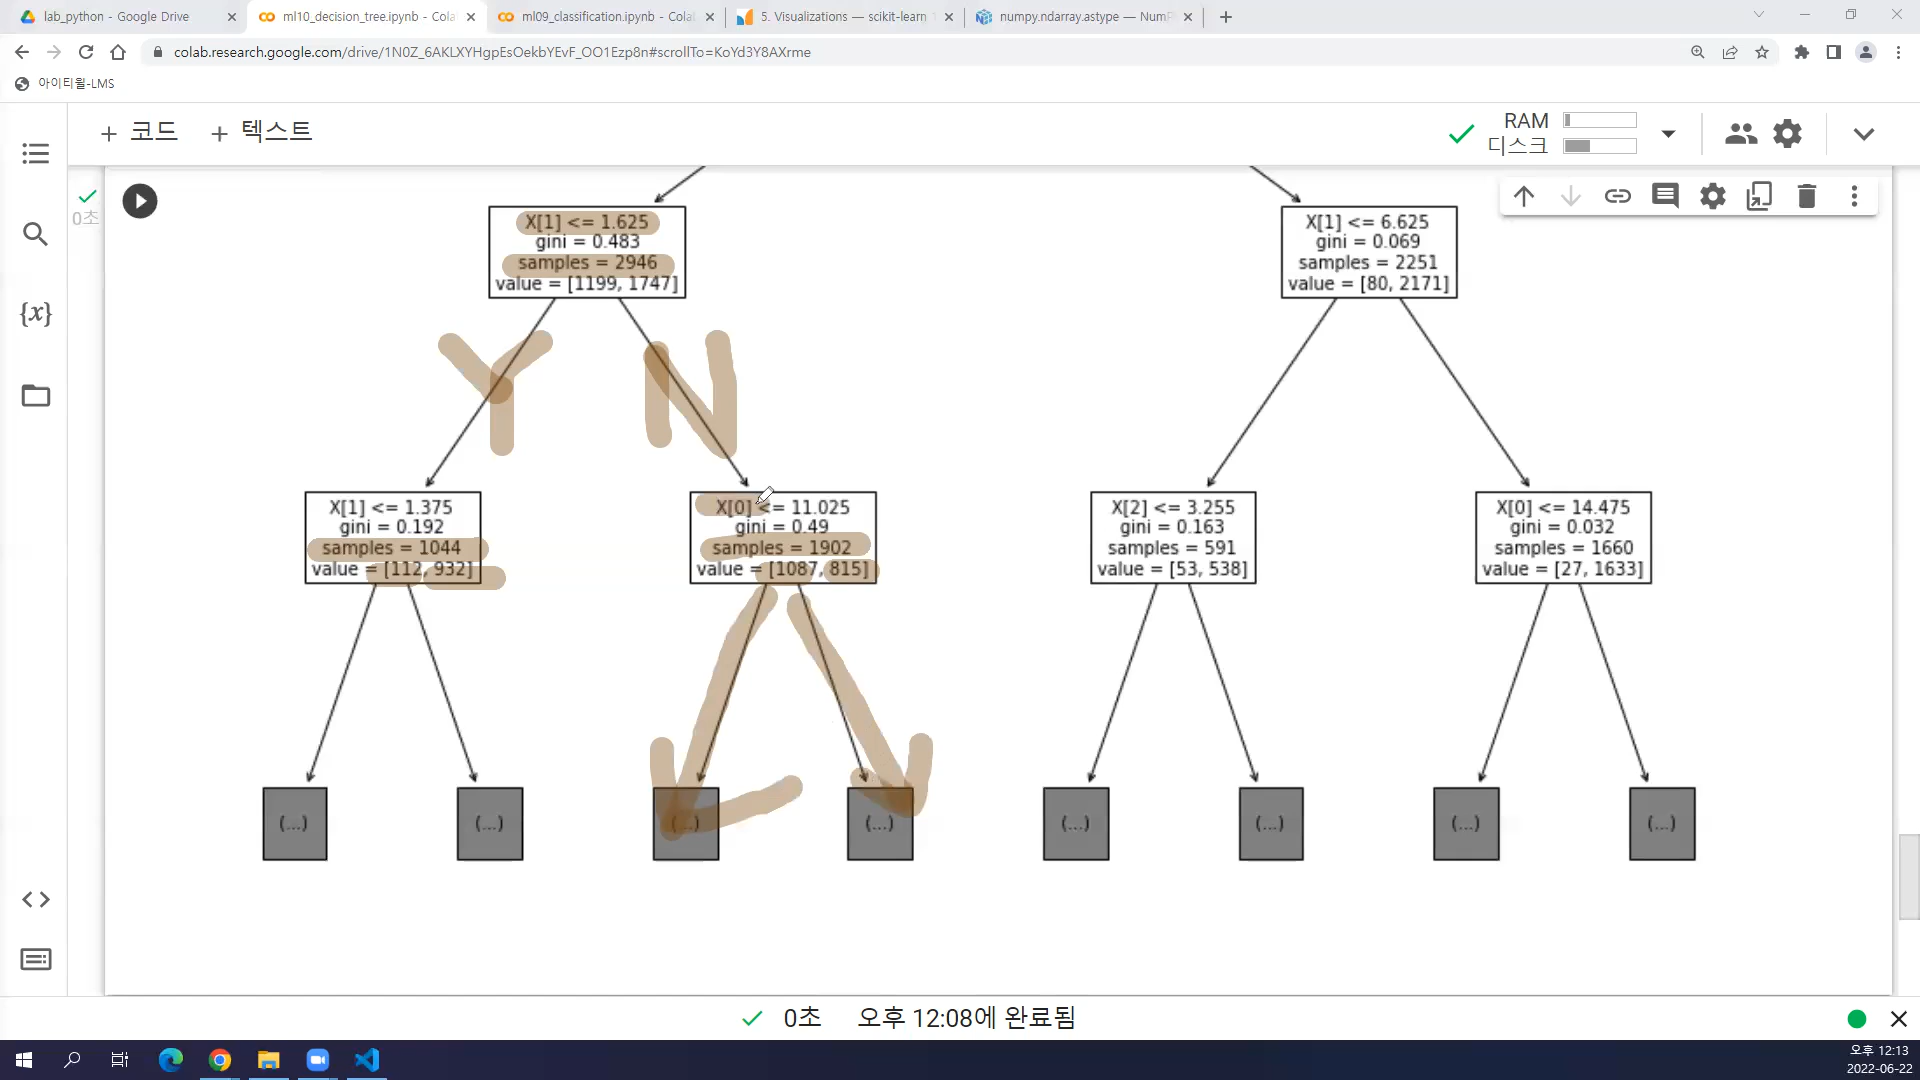 lab_python - Google Drive
ml10_decision_tree.ipynb - Cola
ml09_classification.ipynb - Cola
5. Visualizations — scikit-learn 1
numpy.ndarray.astype — NumP
colab.research.google.com/drive/1N0Z_6AKLXYHgpEsOekbYEvF_OO1Ezp8n#scrollTo=KoYd3Y8AXrme
아이티윌-LMS
+ 코드 + 텍스트
RAM
디스크
0초
{x}
X[1] <= 1.625
gini = 0.483
samples = 2946
value = [1199, 1747]
X[1] <= 6.625
gini = 0.069
samples = 2251
value = [80, 2171]
Y N
X[1] <= 1.375
gini = 0.192
samples = 1044
value = [112, 932]
X[0] <= 11.025
gini = 0.49
samples = 1902
value = [1087, 815]
X[2] <= 3.255
gini = 0.163
samples = 591
value = [53, 538]
X[0] <= 14.475
gini = 0.032
samples = 1660
value = [27, 1633]
(...) (...) (...) (...) (...) (...) (...) (...)
0초 오후 12:08에 완료됨
오후 12:13
2022-06-22